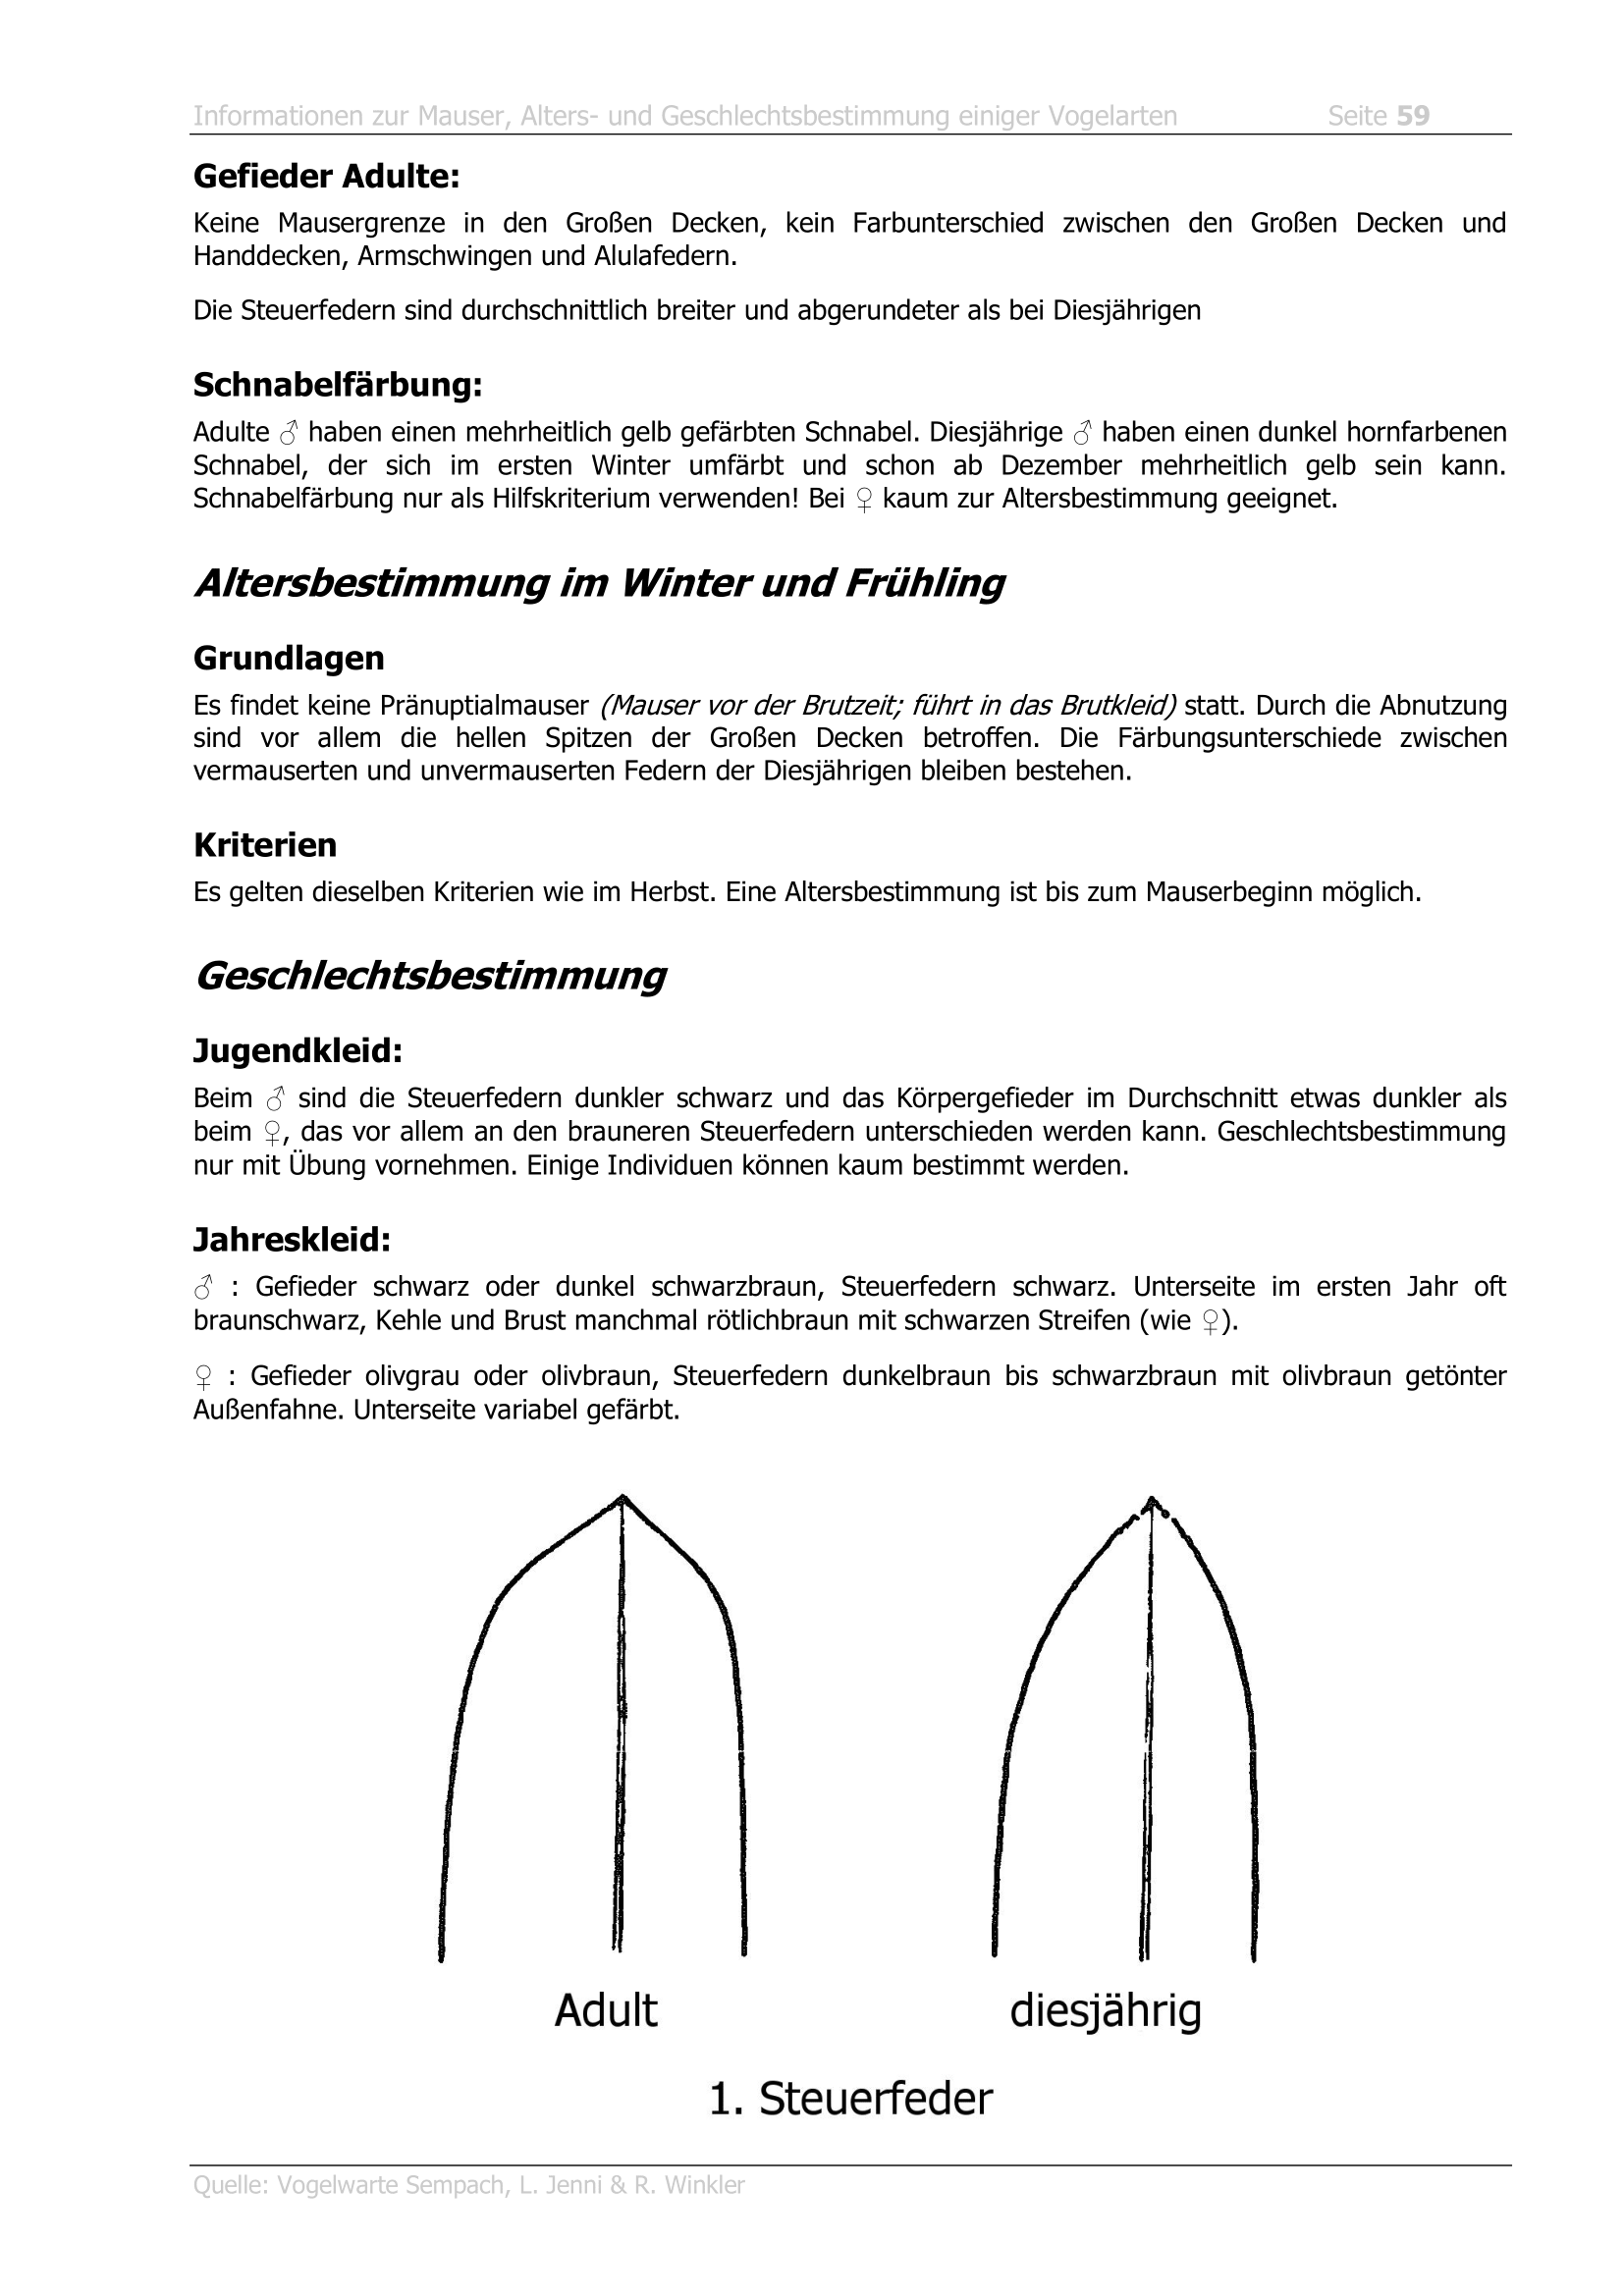 Informationen zur Mauser, Alters- und Geschlechtsbestimmung einiger Vogelarten Seite 59
Gefieder Adulte:
Keine Mausergrenze in den Großen Decken, kein Farbunterschied zwischen den Großen Decken und
Handdecken, Armschwingen und Alulafedern.
Die Steuerfedern sind durchschnittlich breiter und abgerundeter als bei Diesjährigen
Schnabelfärbung:
Adulte ♂ haben einen mehrheitlich gelb gefärbten Schnabel. Diesjährige ♂ haben einen dunkel hornfarbenen
Schnabel, der sich im ersten Winter umfärbt und schon ab Dezember mehrheitlich gelb sein kann.
Schnabelfärbung nur als Hilfskriterium verwenden! Bei ♀ kaum zur Altersbestimmung geeignet.
Altersbestimmung im Winter und Frühling
Grundlagen
Es findet keine Pränuptialmauser (Mauser vor der Brutzeit; führt in das Brutkleid) statt. Durch die Abnutzung
sind vor allem die hellen Spitzen der Großen Decken betroffen. Die Färbungsunterschiede zwischen
vermauserten und unvermauserten Federn der Diesjährigen bleiben bestehen.
Kriterien
Es gelten dieselben Kriterien wie im Herbst. Eine Altersbestimmung ist bis zum Mauserbeginn möglich.
Geschlechtsbestimmung
Jugendkleid:
Beim ♂ sind die Steuerfedern dunkler schwarz und das Körpergefieder im Durchschnitt etwas dunkler als
beim ♀, das vor allem an den brauneren Steuerfedern unterschieden werden kann. Geschlechtsbestimmung
nur mit Übung vornehmen. Einige Individuen können kaum bestimmt werden.
Jahreskleid:
♂ : Gefieder schwarz oder dunkel schwarzbraun, Steuerfedern schwarz. Unterseite im ersten Jahr oft
braunschwarz, Kehle und Brust manchmal rötlichbraun mit schwarzen Streifen (wie ♀).
♀ : Gefieder olivgrau oder olivbraun, Steuerfedern dunkelbraun bis schwarzbraun mit olivbraun getönter
Außenfahne. Unterseite variabel gefärbt.
Adult diesjährig
1. Steuerfeder
Quelle: Vogelwarte Sempach, L. Jenni & R. Winkler